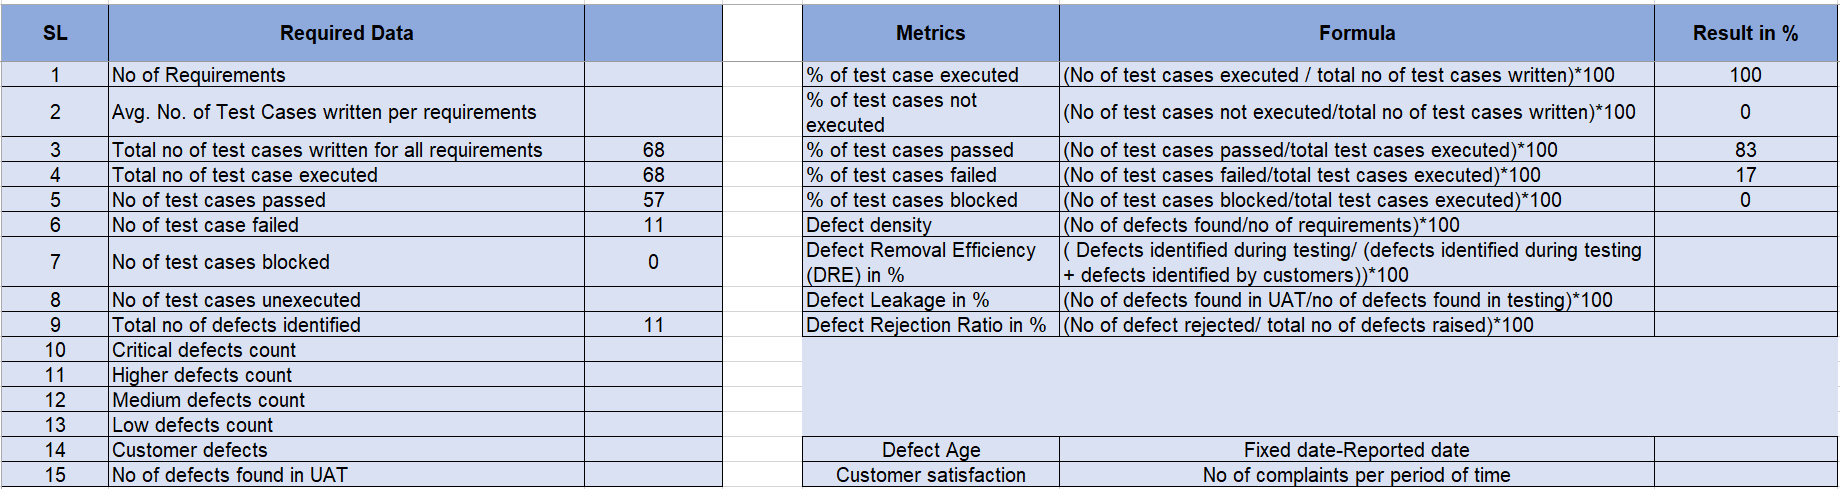 SL Required Data Metrics Formula Result in %
1 No of Requirements % of test case executed (No of test cases executed / total no of test cases written)*100 100
2 Avg. No. of Test Cases written per requirements % of test cases not
executed (No of test cases not executed/total no of test cases written)*100 0
3 Total no of test cases written for all requirements 68 % of test cases passed (No of test cases passed/total test cases executed)*100 83
4 Total no of test case executed 68 % of test cases failed (No of test cases failed/total test cases executed)*100 17
5 No of test cases passed 57 % of test cases blocked (No of test cases blocked/total test cases executed)*100 0
6 No of test case failed 11 Defect density (No of defects found/no of requirements)*100
7 No of test cases blocked 0 Defect Removal Efficiency ( Defects identified during testing/ (defects identified during testing
(DRE) in % + defects identified by customers))*100
8 No of test cases unexecuted Defect Leakage in % (No of defects found in UAT/no of defects found in testing)*100
9 Total no of defects identified 11 Defect Rejection Ratio in % (No of defect rejected/ total no of defects raised)*100
10 Critical defects count
11 Higher defects count
12 Medium defects count
13 Low defects count
14 Customer defects Defect Age Fixed date-Reported date
15 No of defects found in UAT Customer satisfaction No of complaints per period of time